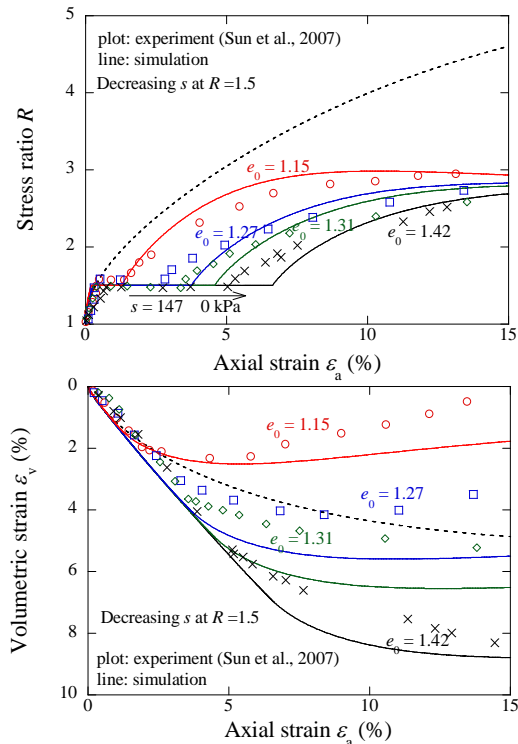 5
4
3
2
1
Stress ratio R
plot: experiment (Sun et al., 2007)
line: simulation
Decreasing s at R =1.5
e0 = 1.15
e0 = 1.27
e0 = 1.31
e0 = 1.42
s = 147 0 kPa
0 5 10 15
Axial strain εa (%)
0
2
4
6
8
10
Volumetric strain εv (%)
e0 = 1.15
e0 = 1.27
e0 = 1.31
e0 = 1.42
Decreasing s at R =1.5
plot: experiment (Sun et al., 2007)
line: simulation
0 5 10 15
Axial strain εa (%)